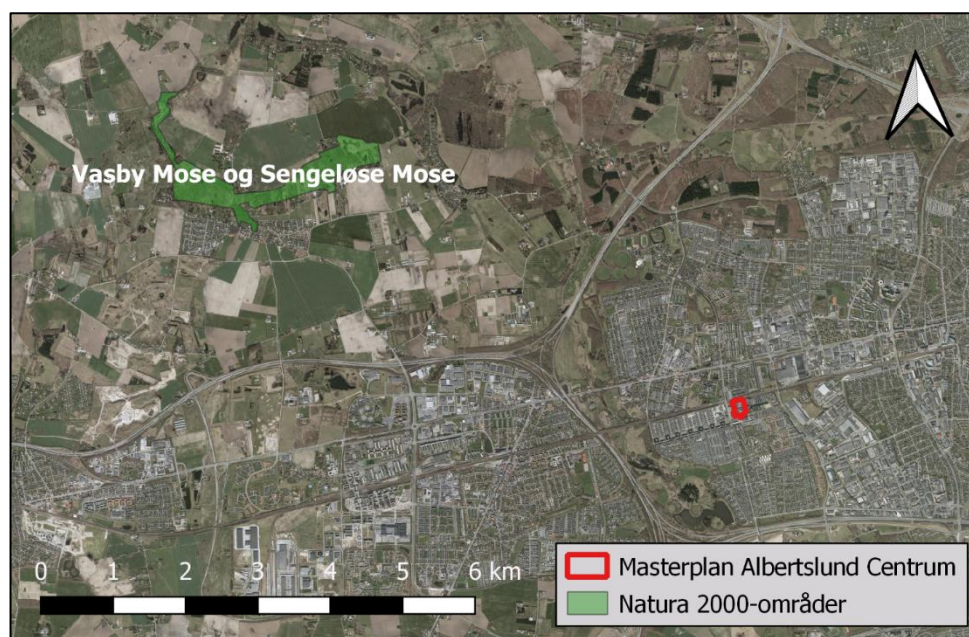 Vasby Mose og Sengeløse Mose
0 1 2 3 4 5 6 km
Masterplan Albertslund Centrum
Natura 2000-områder